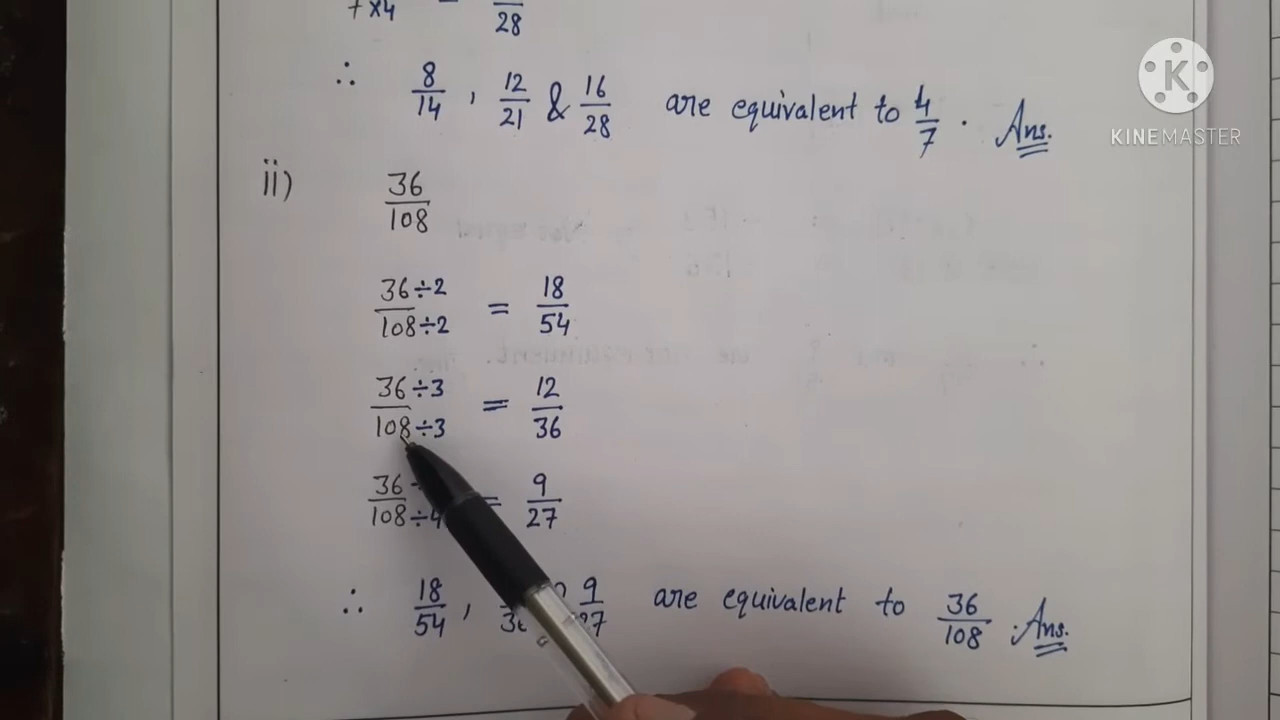 7×4 = 28
∴ 8/14 , 12/21 & 16/28 are equivalent to 4/7 . Ans.
KINEMASTER
ii) 36/108
36÷2/108÷2 = 18/54
36÷3/108÷3 = 12/36
36÷/108÷4 = 9/27
∴ 18/54 , 9/27 are equivalent to 36/108 . Ans.